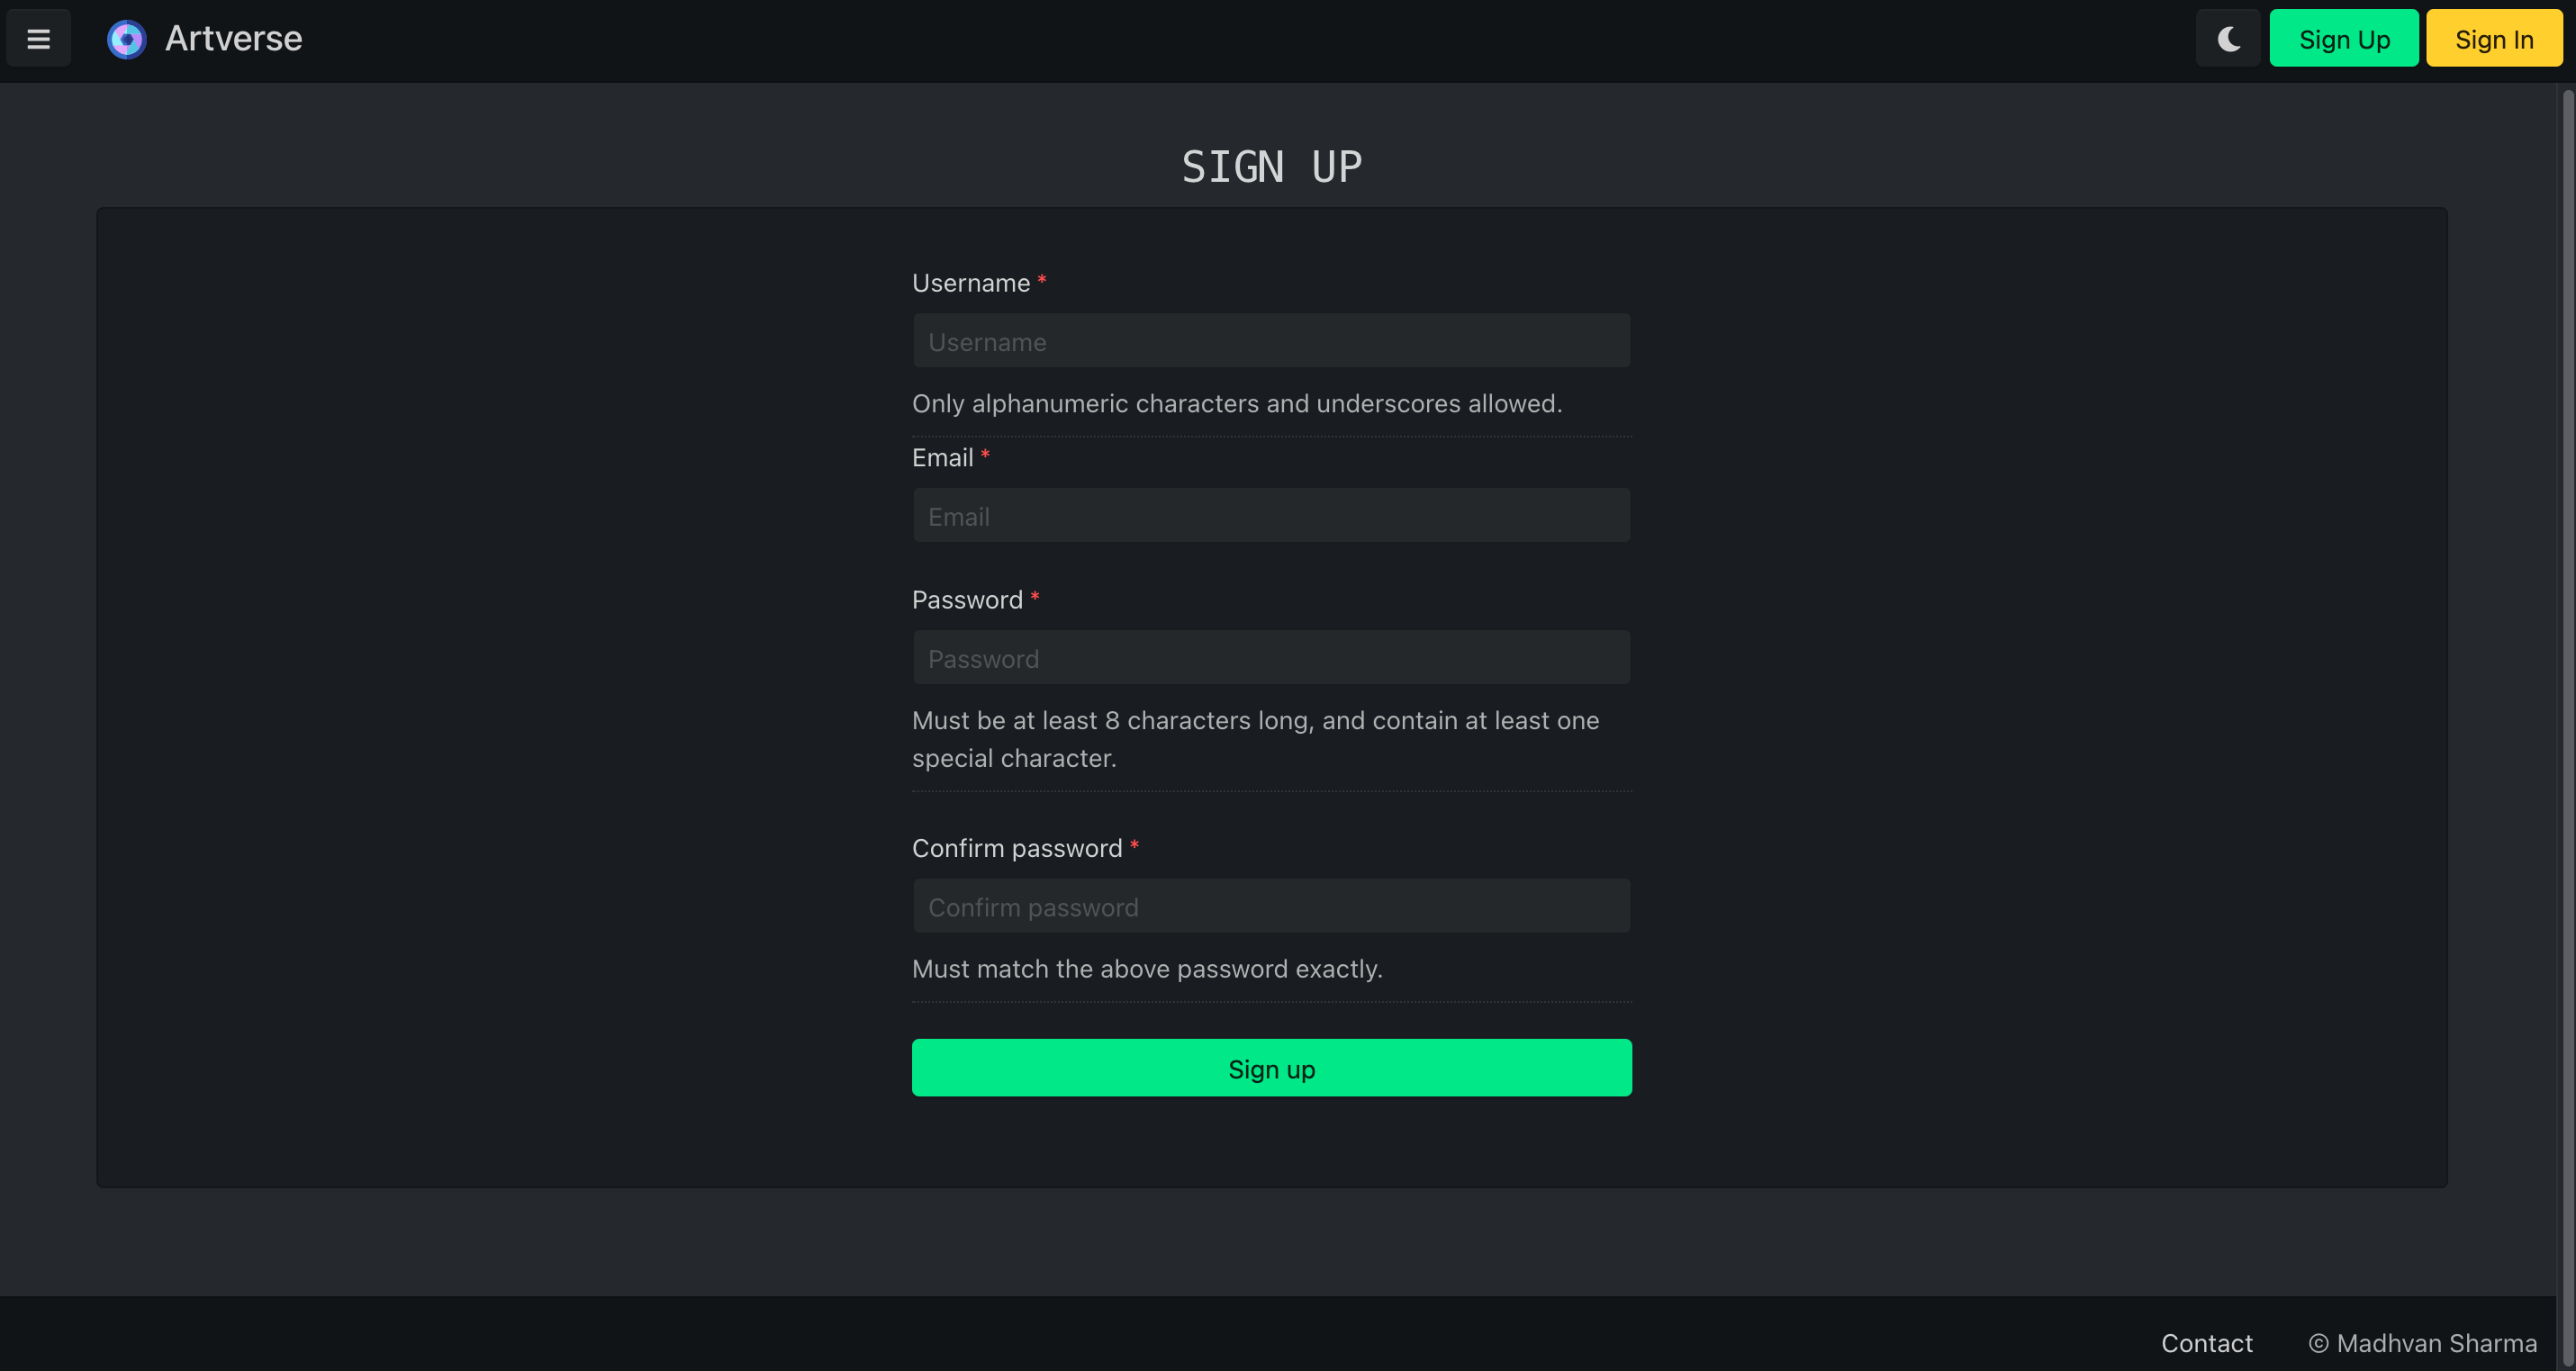 Artverse
Sign Up
Sign In
SIGN UP
Username *
Username
Only alphanumeric characters and underscores allowed.
Email *
Email
Password *
Password
Must be at least 8 characters long, and contain at least one
special character.
Confirm password *
Confirm password
Must match the above password exactly.
Sign up
Contact
© Madhvan Sharma